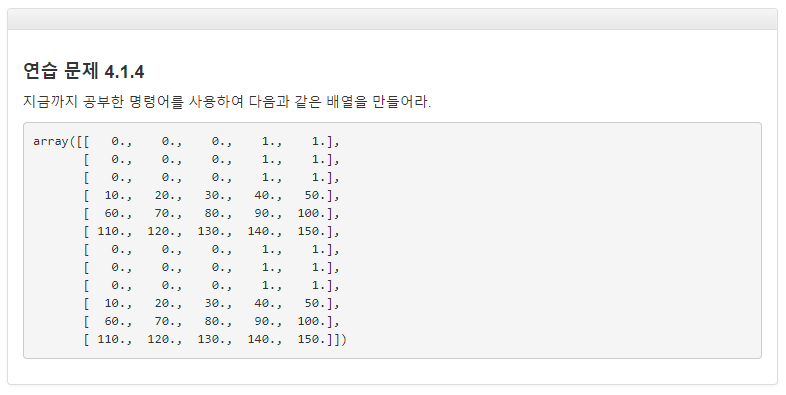 연습 문제 4.1.4
지금까지 공부한 명령어를 사용하여 다음과 같은 배열을 만들어라.
array([[   0.,    0.,    0.,    1.,    1.],
       [   0.,    0.,    0.,    1.,    1.],
       [   0.,    0.,    0.,    1.,    1.],
       [  10.,   20.,   30.,   40.,   50.],
       [  60.,   70.,   80.,   90.,  100.],
       [ 110.,  120.,  130.,  140.,  150.],
       [   0.,    0.,    0.,    1.,    1.],
       [   0.,    0.,    0.,    1.,    1.],
       [   0.,    0.,    0.,    1.,    1.],
       [  10.,   20.,   30.,   40.,   50.],
       [  60.,   70.,   80.,   90.,  100.],
       [ 110.,  120.,  130.,  140.,  150.]])